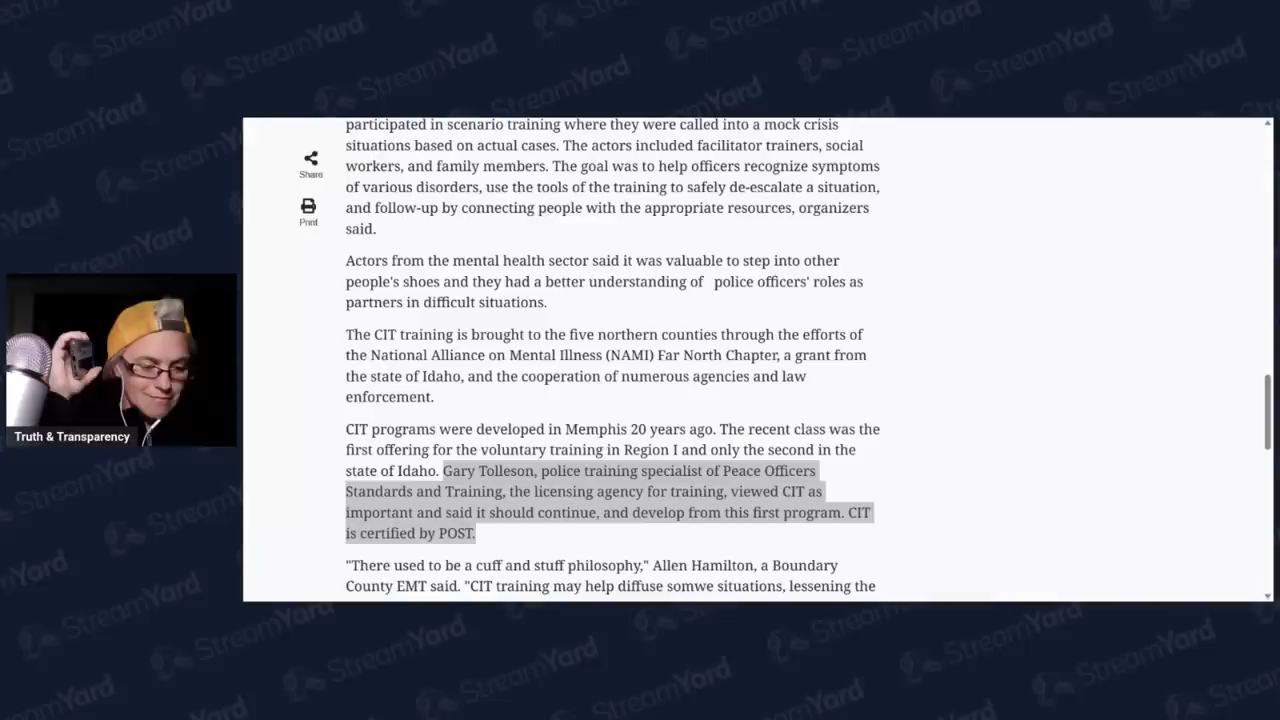 participated in scenario training where they were called into a mock crisis
situations based on actual cases. The actors included facilitator trainers, social
workers, and family members. The goal was to help officers recognize symptoms
of various disorders, use the tools of the training to safely de-escalate a situation,
and follow-up by connecting people with the appropriate resources, organizers
said.
Share
Print
Actors from the mental health sector said it was valuable to step into other
people's shoes and they had a better understanding of police officers' roles as
partners in difficult situations.
The CIT training is brought to the five northern counties through the efforts of
the National Alliance on Mental Illness (NAMI) Far North Chapter, a grant from
the state of Idaho, and the cooperation of numerous agencies and law
enforcement.
CIT programs were developed in Memphis 20 years ago. The recent class was the
first offering for the voluntary training in Region I and only the second in the
state of Idaho. Gary Tolleson, police training specialist of Peace Officers
Standards and Training, the licensing agency for training, viewed CIT as
important and said it should continue, and develop from this first program. CIT
is certified by POST.
"There used to be a cuff and stuff philosophy," Allen Hamilton, a Boundary
County EMT said. "CIT training may help diffuse somwe situations, lessening the
Truth & Transparency
StreamYard